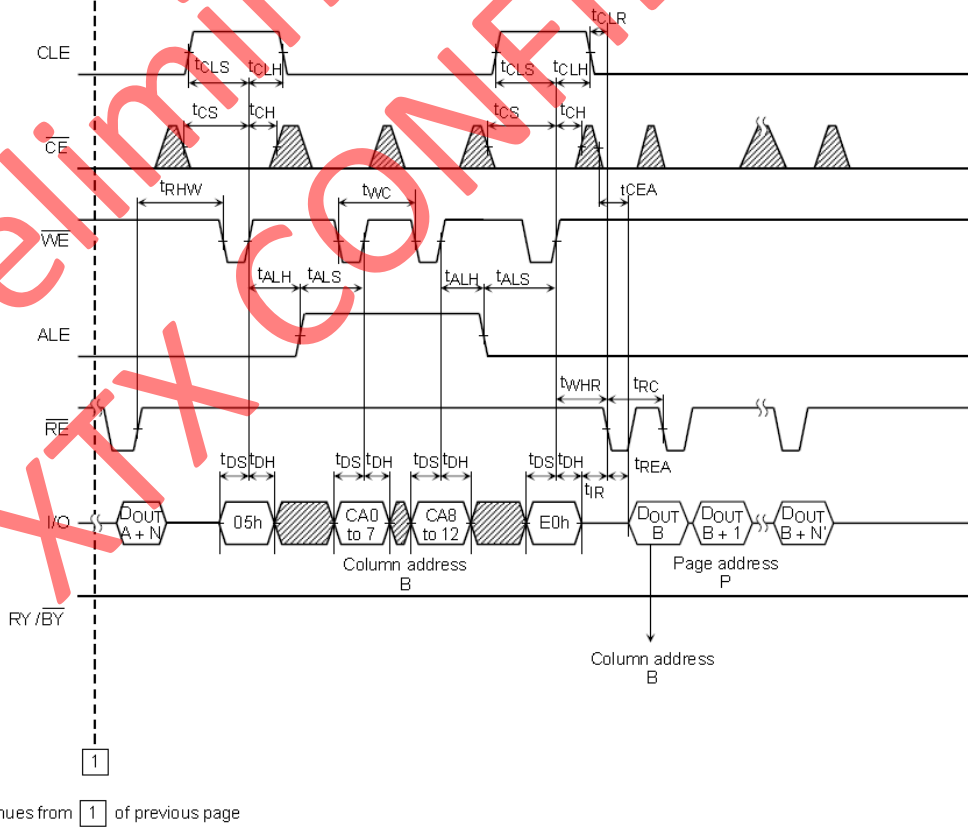 tCLR
CLE
tCLS tCLH tCLS tCLH
tCS tCH tCS tCH
CE
tRHW tWC tCEA
WE
tALH tALS tALH tALS
ALE
tWHR tRC
RE
tDS tDH tDS tDH tDS tDH tDS tDH tREA
tIR
I/O
DOUT A + N
05h
CA0 to 7
CA8 to 12
E0h
DOUT B
DOUT B + 1
DOUT B + N'
Column address B
Page address P
RY /BY
Column address B
1
nues from 1 of previous page
elimi
XTX CONF